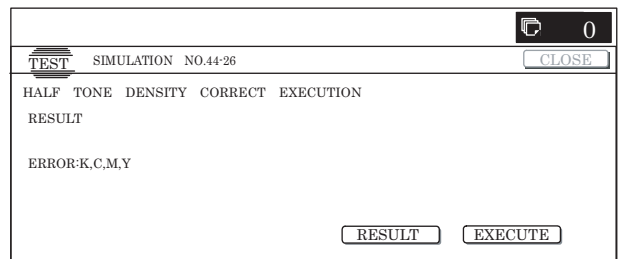 0
TEST SIMULATION NO.44-26 CLOSE
HALF TONE DENSITY CORRECT EXECUTION
RESULT
ERROR:K,C,M,Y
RESULT EXECUTE